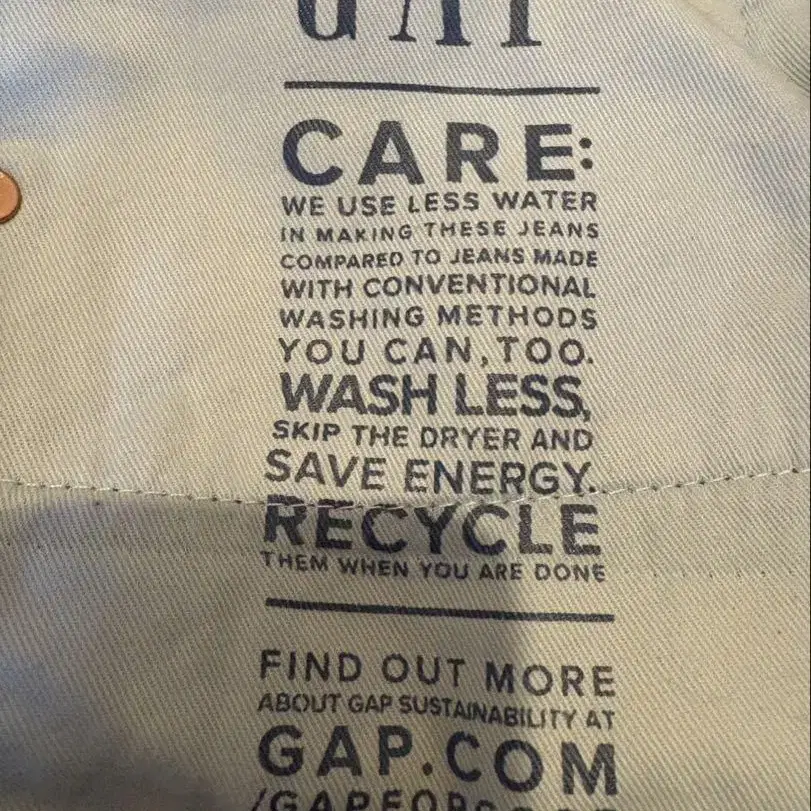 GAP
CARE:
WE USE LESS WATER
IN MAKING THESE JEANS
COMPARED TO JEANS MADE
WITH CONVENTIONAL
WASHING METHODS
YOU CAN, TOO.
WASH LESS,
SKIP THE DRYER AND
SAVE ENERGY.
RECYCLE
THEM WHEN YOU ARE DONE
FIND OUT MORE
ABOUT GAP SUSTAINABILITY AT
GAP.COM